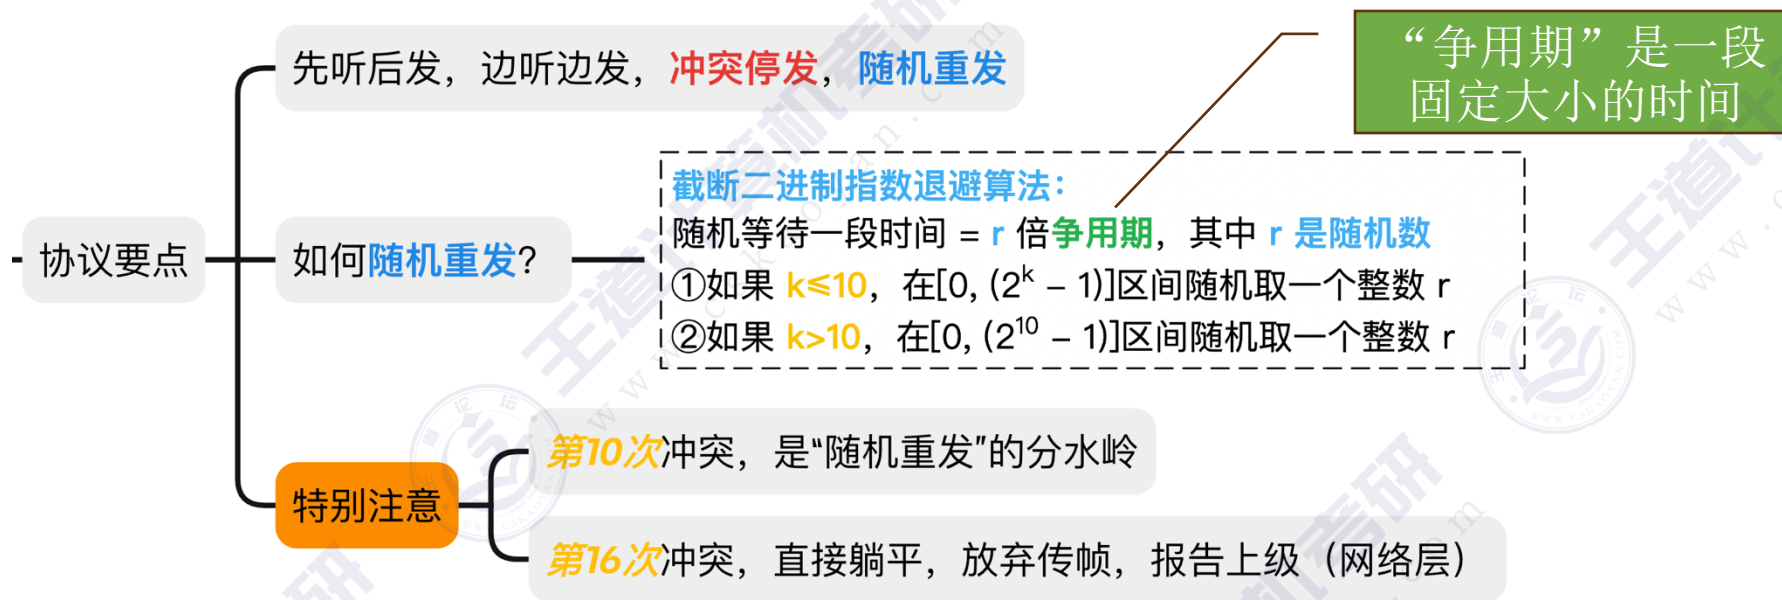 先听后发，边听边发，冲突停发，随机重发
“争用期”是一段
固定大小的时间
协议要点
如何随机重发?
截断二进制指数退避算法：
随机等待一段时间 = r 倍争用期，其中 r 是随机数
①如果 k≤10，在[0, (2ᵏ – 1)]区间随机取一个整数 r
②如果 k>10，在[0, (2¹⁰ – 1)]区间随机取一个整数 r
特别注意
第10次冲突，是“随机重发”的分水岭
第16次冲突，直接躺平，放弃传帧，报告上级（网络层）